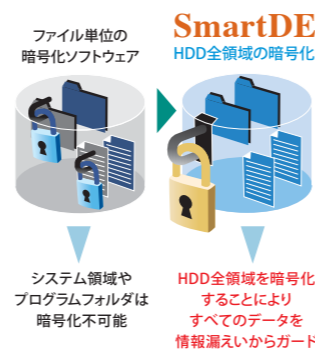 ファイル単位の
暗号化ソフトウェア
SmartDE
HDD全領域の暗号化
システム領域や
プログラムフォルダは
暗号化不可能
HDD全領域を暗号化
することにより
すべてのデータを
情報漏えいからガード